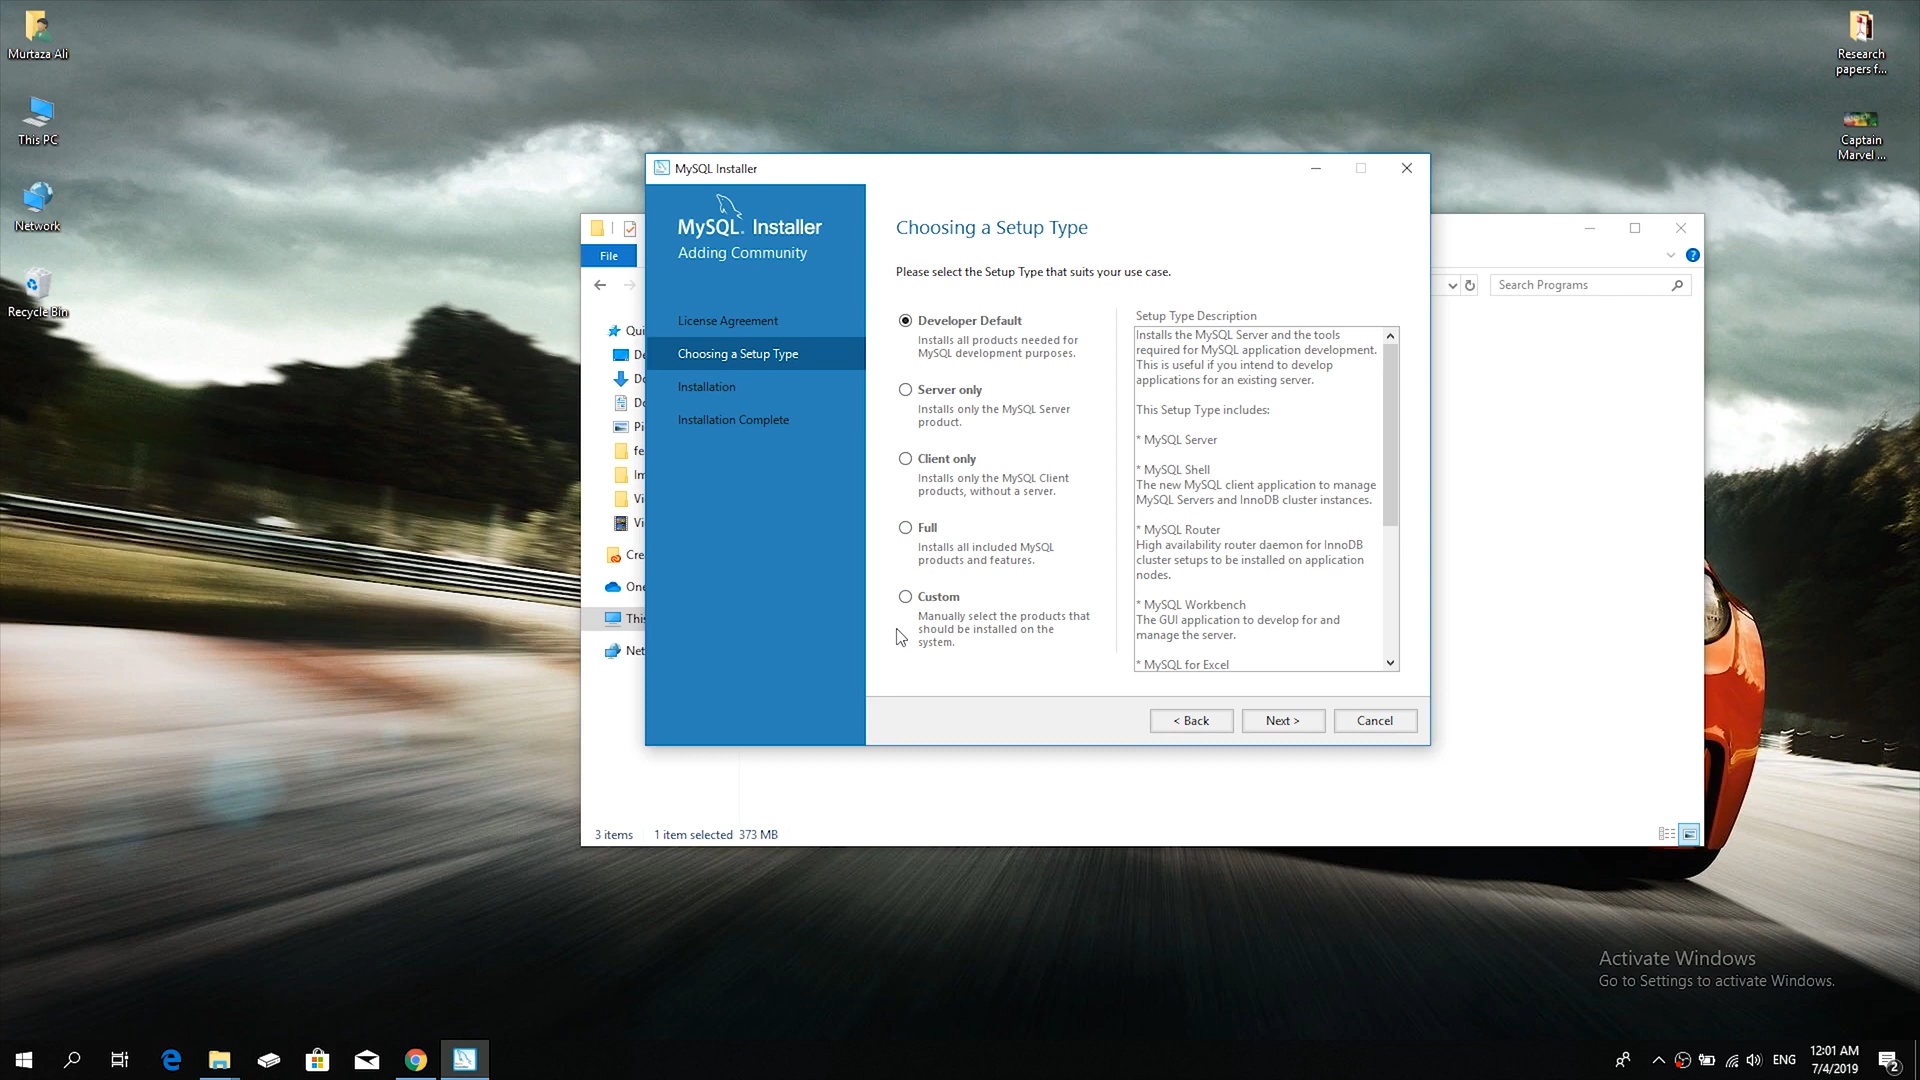 Murtaza Ali
This PC
Network
Recycle Bin
Research
papers f...
Captain
Marvel ...
File
Search Programs
3 items
1 item selected
373 MB
MySQL Installer
MySQL. Installer
Adding Community
License Agreement
Choosing a Setup Type
Installation
Installation Complete
Choosing a Setup Type
Please select the Setup Type that suits your use case.
Developer Default
Installs all products needed for
MySQL development purposes.
Server only
Installs only the MySQL Server
product.
Client only
Installs only the MySQL Client
products, without a server.
Full
Installs all included MySQL
products and features.
Custom
Manually select the products that
should be installed on the
system.
Setup Type Description
Installs the MySQL Server and the tools
required for MySQL application development.
This is useful if you intend to develop
applications for an existing server.
This Setup Type includes:
* MySQL Server
* MySQL Shell
The new MySQL client application to manage
MySQL Servers and InnoDB cluster instances.
* MySQL Router
High availability router daemon for InnoDB
cluster setups to be installed on application
nodes.
* MySQL Workbench
The GUI application to develop for and
manage the server.
* MySQL for Excel
< Back
Next >
Cancel
Activate Windows
Go to Settings to activate Windows.
ENG
12:01 AM
7/4/2019
2